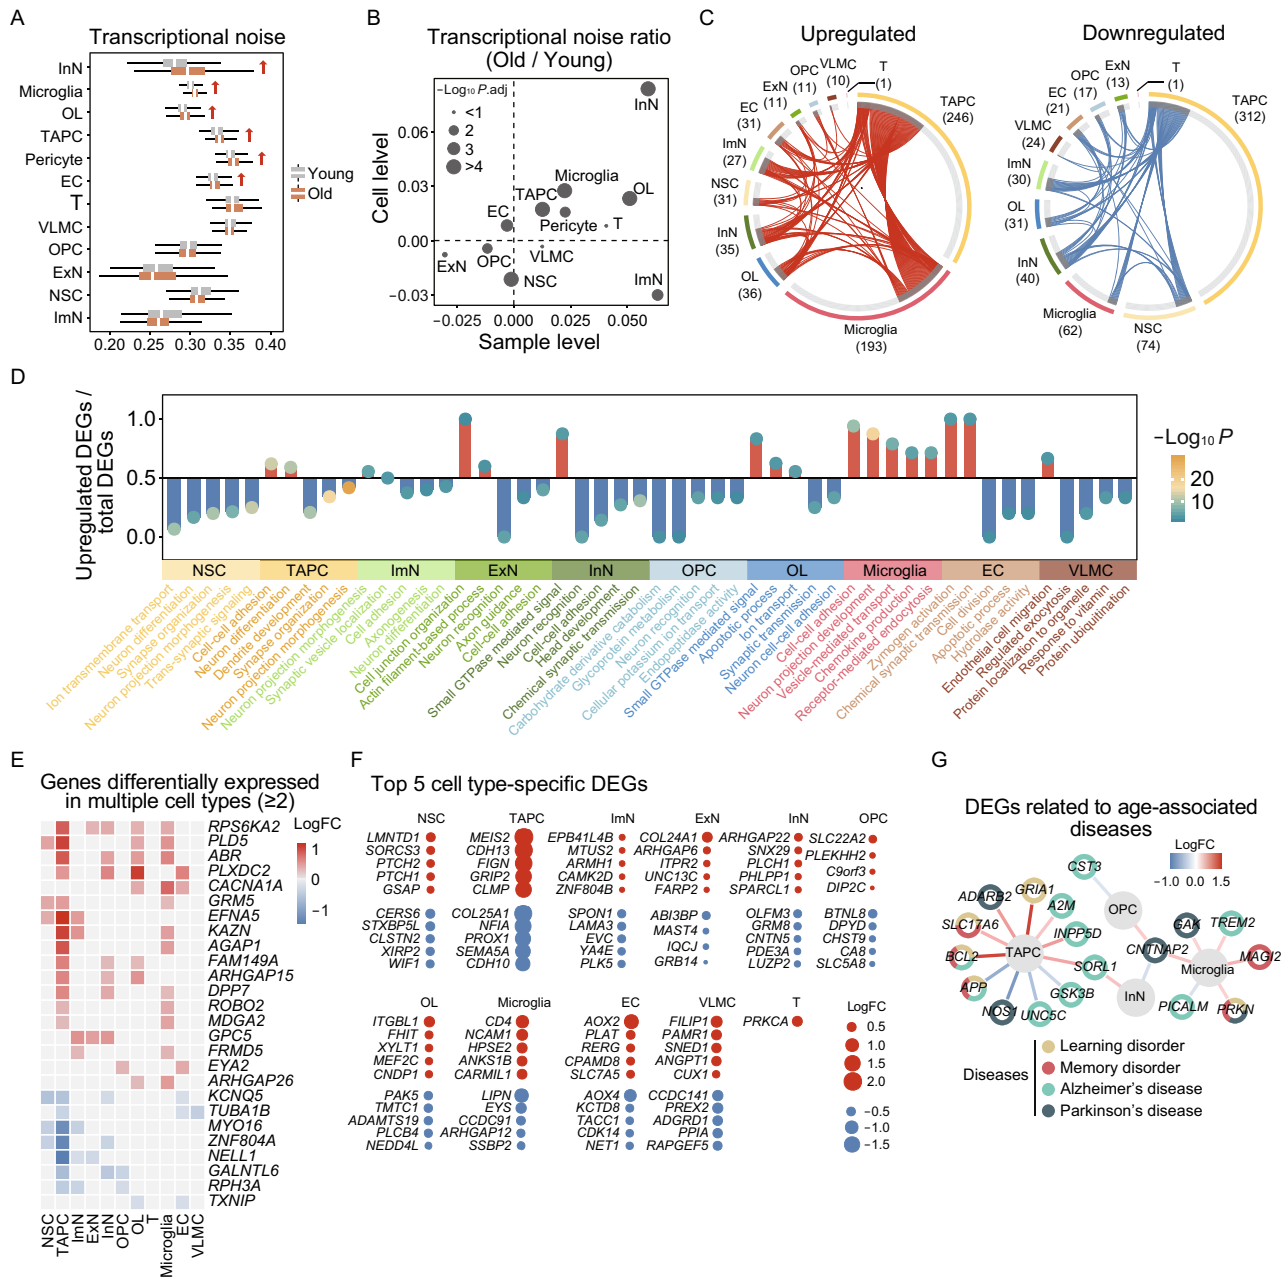 A
Transcriptional noise
InN
Microglia
OL
TAPC
Pericyte
EC
T
VLMC
OPC
ExN
NSC
ImN
0.20 0.25 0.30 0.35 0.40
Young
Old
B
Transcriptional noise ratio
(Old / Young)
Cell level
0.06
0.03
0.00
−0.03
−Log₁₀ P.adj
<1
2
3
>4
InN
Microglia
OL
TAPC
EC
Pericyte
T
ExN
OPC
VLMC
NSC
ImN
−0.025 0.000 0.025 0.050
Sample level
C
Upregulated
T
(1)
VLMC
(10)
OPC
(11)
ExN
(11)
EC
(31)
ImN
(27)
NSC
(31)
InN
(35)
OL
(36)
Microglia
(193)
TAPC
(246)
Downregulated
T
(1)
ExN
(13)
OPC
(17)
EC
(21)
VLMC
(24)
ImN
(30)
OL
(31)
InN
(40)
Microglia
(62)
NSC
(74)
TAPC
(312)
D
Upregulated DEGs /
total DEGs
1.0
0.5
0.0
−Log₁₀ P
20
10
NSC TAPC ImN ExN InN OPC OL Microglia EC VLMC
Ion transmembrane transport
Neuron differentiation
Synapse organization
Neuron projection morphogenesis
Trans-synaptic signaling
Cell-cell adhesion
Neuron differentiation
Dendrite development
Synapse organization
Neuron projection morphogenesis
Neuron projection morphogenesis
Synaptic vesicle localization
Cell adhesion
Axonogenesis
Neuron differentiation
Cell junction organization
Actin filament-based process
Neuron recognition
Axon guidance
Cell-cell adhesion
Small GTPase mediated signal
Neuron recognition
Cell-cell adhesion
Head development
Chemical synaptic transmission
Carbohydrate derivative catabolism
Glycoprotein metabolism
Neuron recognition
Cellular potassium ion transport
Endopeptidase activity
Small GTPase mediated signal
Apoptotic process
Ion transport
Synaptic transmission
Neuron cell-cell adhesion
Cell-cell adhesion
Neuron projection development
Vesicle-mediated transport
Chemokine production
Receptor-mediated endocytosis
Zymogen activation
Chemical synaptic transmission
Cell division
Apoptotic process
Hydrolase activity
Endothelial cell migration
Regulated exocytosis
Protein localization to organelle
Response to vitamin
Protein ubiquitination
E
Genes differentially expressed
in multiple cell types (≥2)
RPS6KA2
PLD5
ABR
PLXDC2
CACNA1A
GRM5
EFNA5
KAZN
AGAP1
FAM149A
ARHGAP15
DPP7
ROBO2
MDGA2
GPC5
FRMD5
EYA2
ARHGAP26
KCNQ5
TUBA1B
MYO16
ZNF804A
NELL1
GALNTL6
RPH3A
TXNIP
NSC TAPC ImN ExN InN OPC OL T Microglia EC VLMC
LogFC
1
0
−1
F
Top 5 cell type-specific DEGs
NSC TAPC ImN ExN InN OPC
LMNTD1 MEIS2 EPB41L4B COL24A1 ARHGAP22 SLC22A2
SORCS3 CDH13 MTUS2 ARHGAP6 SNX29 PLEKHH2
PTCH2 FIGN ARMH1 ITPR2 PLCH1 C9orf3
PTCH1 GRIP2 CAMK2D UNC13C PHLPP1 DIP2C
GSAP CLMP ZNF804B FARP2 SPARCL1
CERS6 COL25A1 SPON1 ABI3BP OLFM3 BTNL8
STXBP5L NFIA LAMA3 MAST4 GRM8 DPYD
CLSTN2 PROX1 EVC IQCJ CNTN5 CHST9
XIRP2 SEMA5A YA4E GRB14 PDE3A CA8
WIF1 CDH10 PLK5 LUZP2 SLC5A8
OL Microglia EC VLMC T
ITGBL1 CD4 AOX2 FILIP1 PRKCA
FHIT NCAM1 PLAT PAMR1
XYLT1 HPSE2 RERG SNED1
MEF2C ANKS1B CPAMD8 ANGPT1
CNDP1 CARMIL1 SLC7A5 CUX1
PAK5 LIPN AOX4 CCDC141
TMTC1 EYS KCTD8 PREX2
ADAMTS19 CCDC91 TACC1 ADGRD1
PLCB4 ARHGAP12 CDK14 PPIA
NEDD4L SSBP2 NET1 RAPGEF5
LogFC
0.5
1.0
1.5
2.0
−0.5
−1.0
−1.5
G
DEGs related to age-associated
diseases
LogFC
−1.0 0.0 1.5
CST3
ADARB2
GRIA1
A2M
OPC
SLC17A6
INPP5D
GAK
TREM2
BCL2
TAPC
CNTNAP2
MAGI2
SORL1
Microglia
APP
GSK3B
InN
NOS1
UNC5C
PICALM
PRKN
Diseases
Learning disorder
Memory disorder
Alzheimer's disease
Parkinson's disease